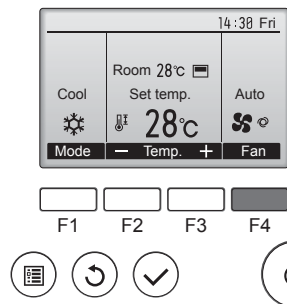 14:30 Fri
Room 28°C
Cool Set temp. Auto
28°C
Mode − Temp. + Fan
F1 F2 F3 F4